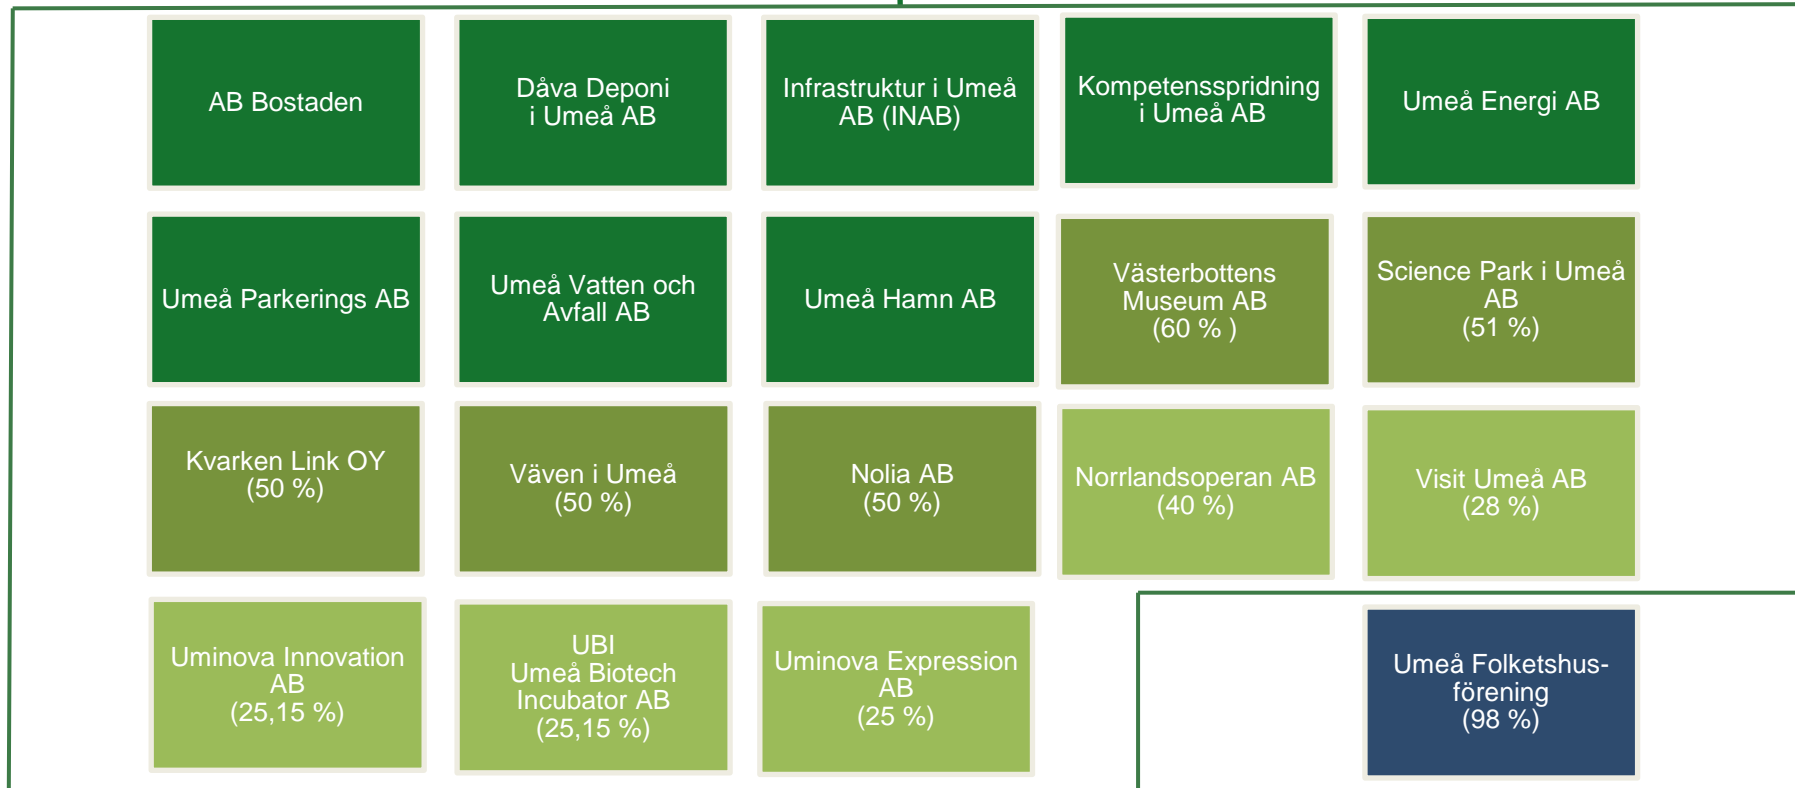 AB Bostaden
Dåva Deponi
i Umeå AB
Infrastruktur i Umeå
AB (INAB)
Kompetensspridning
i Umeå AB
Umeå Energi AB
Umeå Parkerings AB
Umeå Vatten och
Avfall AB
Umeå Hamn AB
Västerbottens
Museum AB
(60 % )
Science Park i Umeå
AB
(51 %)
Kvarken Link OY
(50 %)
Väven i Umeå
(50 %)
Nolia AB
(50 %)
Norrlandsoperan AB
(40 %)
Visit Umeå AB
(28 %)
Uminova Innovation
AB
(25,15 %)
UBI
Umeå Biotech
Incubator AB
(25,15 %)
Uminova Expression
AB
(25 %)
Umeå Folketshus-
förening
(98 %)